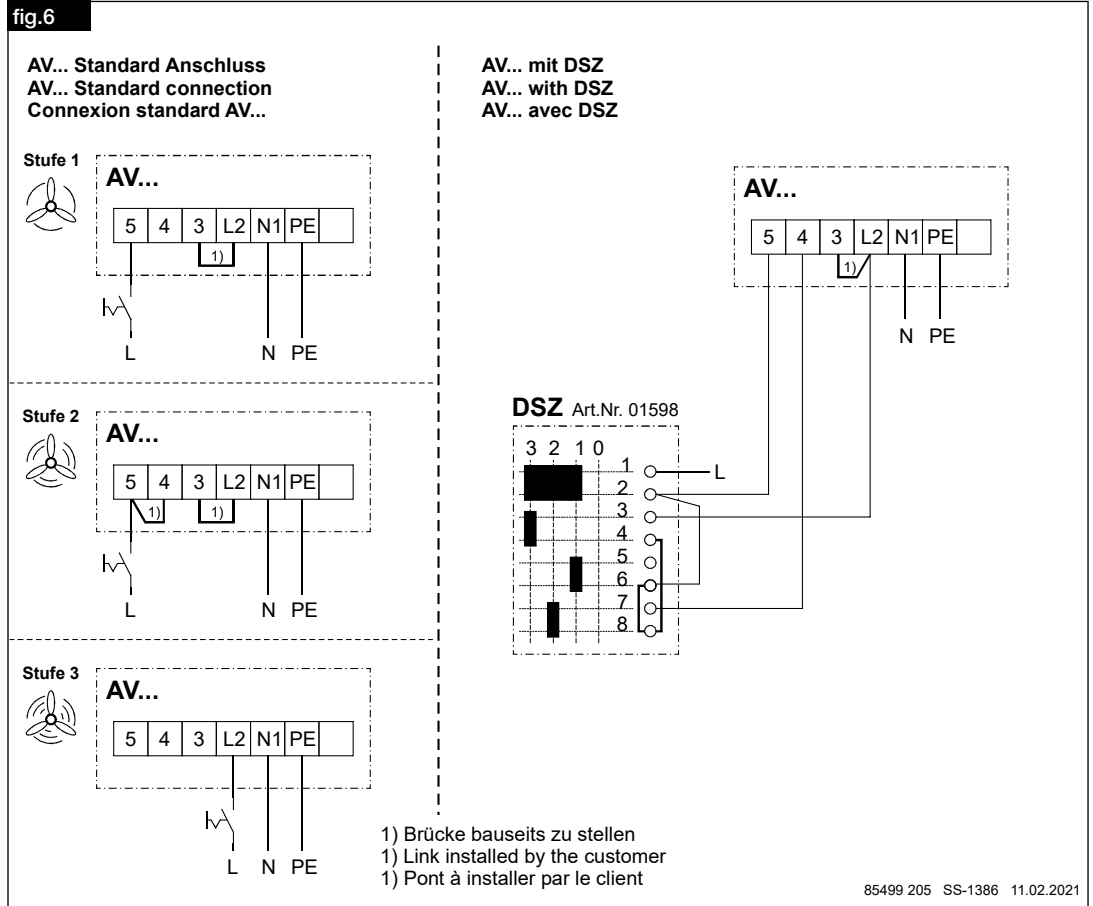 fig.6
AV... Standard Anschluss
AV... Standard connection
Connexion standard AV...
Stufe 1
AV...
5 4 3 L2 N1 PE
1)
L N PE
Stufe 2
AV...
5 4 3 L2 N1 PE
1) 1)
L N PE
Stufe 3
AV...
5 4 3 L2 N1 PE
L N PE
AV... mit DSZ
AV... with DSZ
AV... avec DSZ
AV...
5 4 3 L2 N1 PE
1)
N PE
DSZ Art.Nr. 01598
3 2 1 0
1 L
2
3
4
5
6
7
8
1) Brücke bauseits zu stellen
1) Link installed by the customer
1) Pont à installer par le client
85499 205 SS-1386 11.02.2021